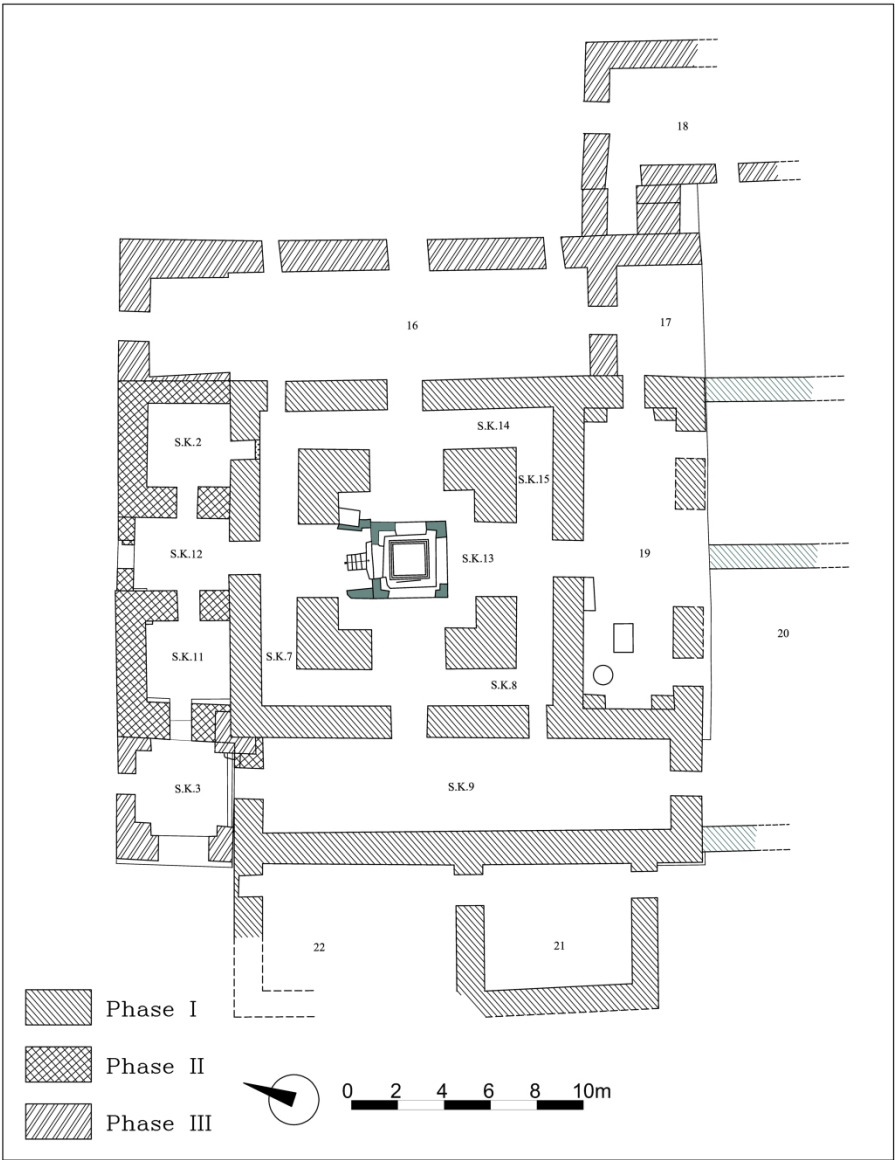 18
16
17
S.K.14
S.K.2
S.K.15
S.K.12
S.K.13
19
20
S.K.11
S.K.7
S.K.8
S.K.3
S.K.9
22
21
Phase I
Phase II
Phase III
0 2 4 6 8 10m